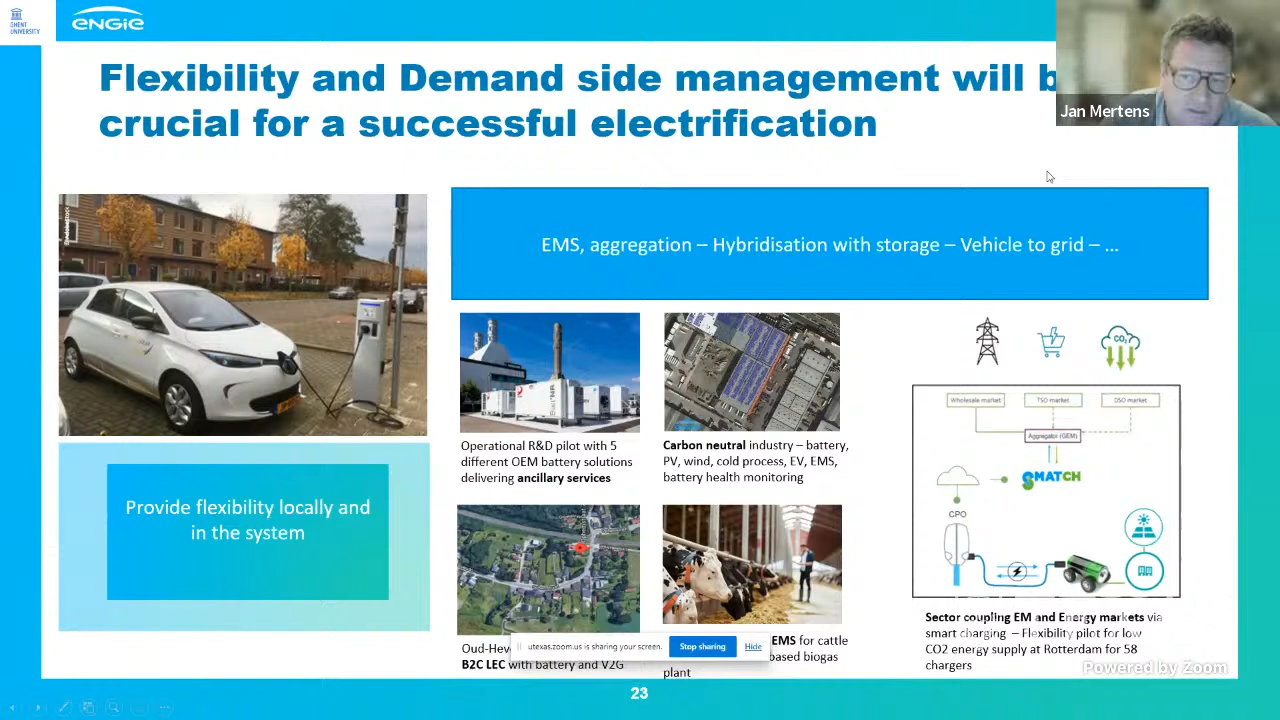 GHENT
UNIVERSITY
ENGIE
Flexibility and Demand side management will b
crucial for a successful electrification
Jan Mertens
EMS, aggregation – Hybridisation with storage – Vehicle to grid – ...
Operational R&D pilot with 5
different OEM battery solutions
delivering ancillary services
Carbon neutral industry – battery,
PV, wind, cold process, EV, EMS,
battery health monitoring
CO₂
Wholesale market
TSO market
DSO market
Aggregator (GEM)
SMATCH
CPO
Provide flexibility locally and
in the system
Oud-Heve
B2C LEC with battery and V2G
EMS for cattle
based biogas
plant
Sector coupling EM and Energy markets via
smart charging – Flexibility pilot for low
CO2 energy supply at Rotterdam for 58
chargers
utexas.zoom.us is sharing your screen.
Stop sharing
Hide
Powered by Zoom
23